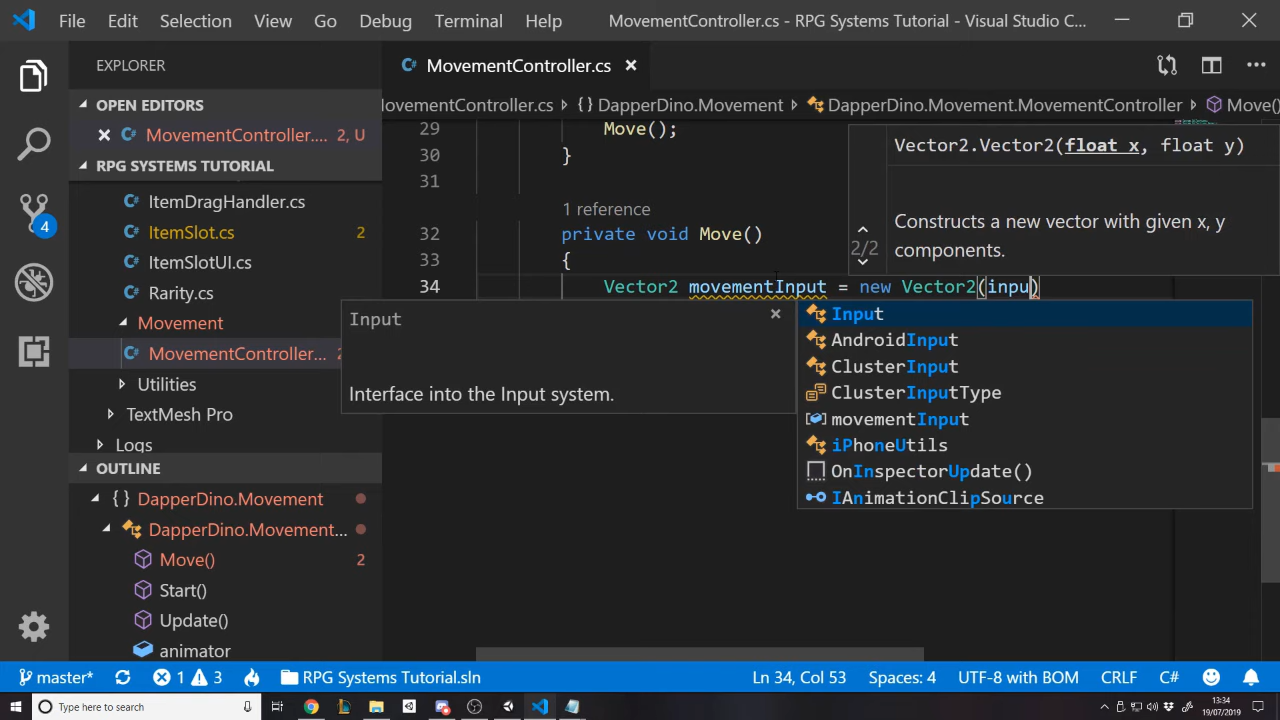 File Edit Selection View Go Debug Terminal Help MovementController.cs - RPG Systems Tutorial - Visual Studio C...
EXPLORER
MovementController.cs
OPEN EDITORS
MovementController.... 2, U
RPG SYSTEMS TUTORIAL
ItemDragHandler.cs
ItemSlot.cs 2
ItemSlotUI.cs
Rarity.cs
Movement
MovementController... 2
Utilities
TextMesh Pro
Logs
OUTLINE
{ } DapperDino.Movement
DapperDino.Movement...
Move() 2
Start()
Update()
animator
4
ovementController.cs { } DapperDino.Movement DapperDino.Movement.MovementController Move()
29 Move();
30 }
31
1 reference
32 private void Move()
33 {
34 Vector2 movementInput = new Vector2(inpu)
Vector2.Vector2(float x, float y)
2/2
Constructs a new vector with given x, y
components.
Input
Interface into the Input system.
Input
AndroidInput
ClusterInput
ClusterInputType
movementInput
iPhoneUtils
OnInspectorUpdate()
IAnimationClipSource
master* 1 3 RPG Systems Tutorial.sln Ln 34, Col 53 Spaces: 4 UTF-8 with BOM CRLF C#
Type here to search
13:34
19/07/2019